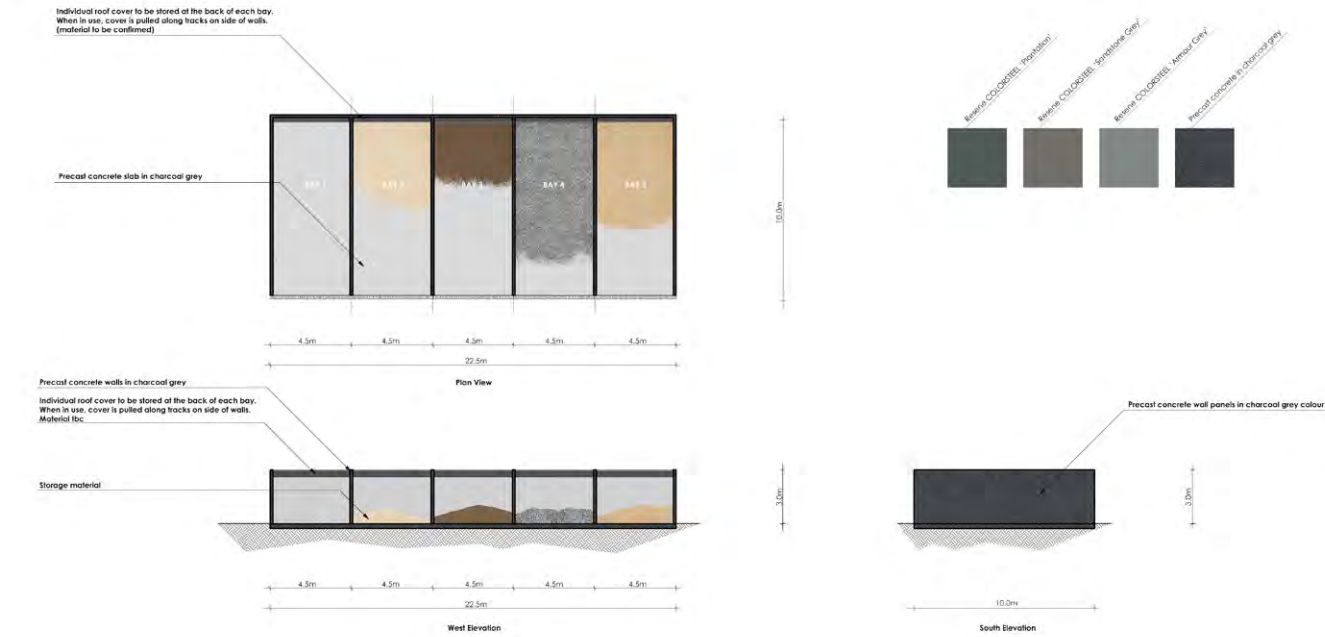 Individual roof cover to be stored at the back of each bay.
When in use, cover is pulled along tracks on side of walls.
(material to be confirmed)
Precast concrete slab in charcoal grey
BAY 1
BAY 2
BAY 3
BAY 4
BAY 5
10.0m
4.5m
4.5m
4.5m
4.5m
4.5m
22.5m
Plan View
Resene COLORSTEEL 'Plantation'
Resene COLORSTEEL 'Sandstone Grey'
Resene COLORSTEEL 'Armour Grey'
Precast concrete in charcoal grey
Precast concrete walls in charcoal grey
Individual roof cover to be stored at the back of each bay.
When in use, cover is pulled along tracks on side of walls.
Material tbc
Storage material
3.0m
4.5m
4.5m
4.5m
4.5m
4.5m
22.5m
West Elevation
Precast concrete wall panels in charcoal grey colour
3.0m
10.0m
South Elevation